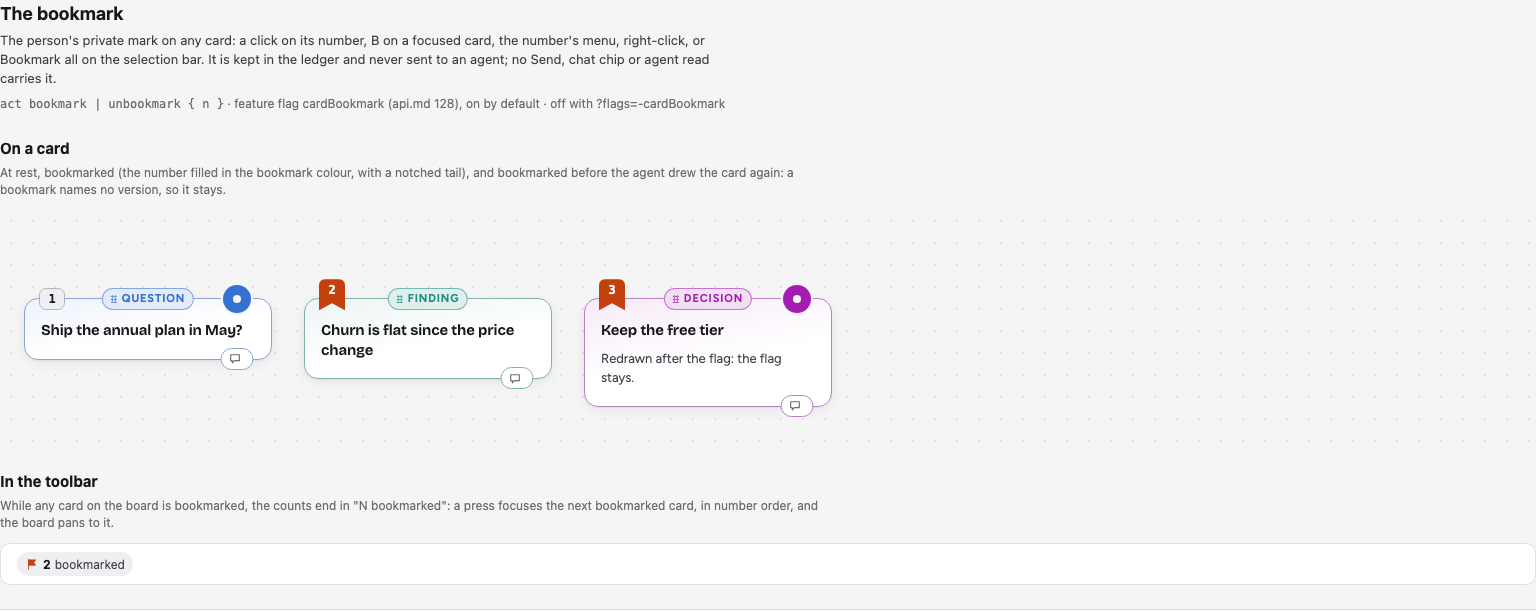 The bookmark
The person's private mark on any card: a click on its number, B on a focused card, the number's menu, right-click, or
Bookmark all on the selection bar. It is kept in the ledger and never sent to an agent; no Send, chat chip or agent read
carries it.
act bookmark | unbookmark { n } · feature flag cardBookmark (api.md 128), on by default · off with ?flags=-cardBookmark
On a card
At rest, bookmarked (the number filled in the bookmark colour, with a notched tail), and bookmarked before the agent drew the card again: a
bookmark names no version, so it stays.
1 QUESTION
Ship the annual plan in May?
2 FINDING
Churn is flat since the price
change
3 DECISION
Keep the free tier
Redrawn after the flag: the flag
stays.
In the toolbar
While any card on the board is bookmarked, the counts end in "N bookmarked": a press focuses the next bookmarked card, in number order, and
the board pans to it.
2 bookmarked